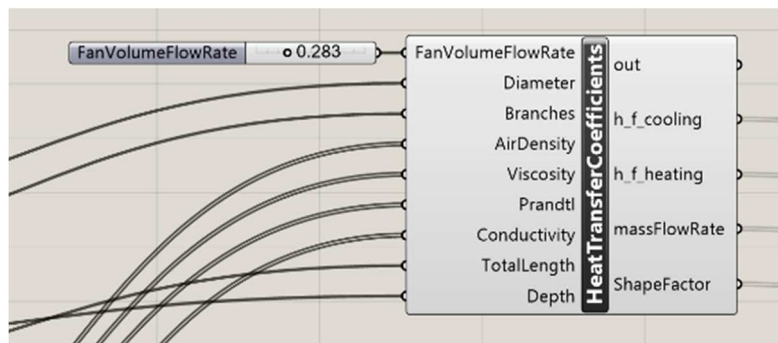 FanVolumeFlowRate
0.283
FanVolumeFlowRate
Diameter
Branches
AirDensity
Viscosity
Prandtl
Conductivity
TotalLength
Depth
HeatTransferCoefficients
out
h_f_cooling
h_f_heating
massFlowRate
ShapeFactor